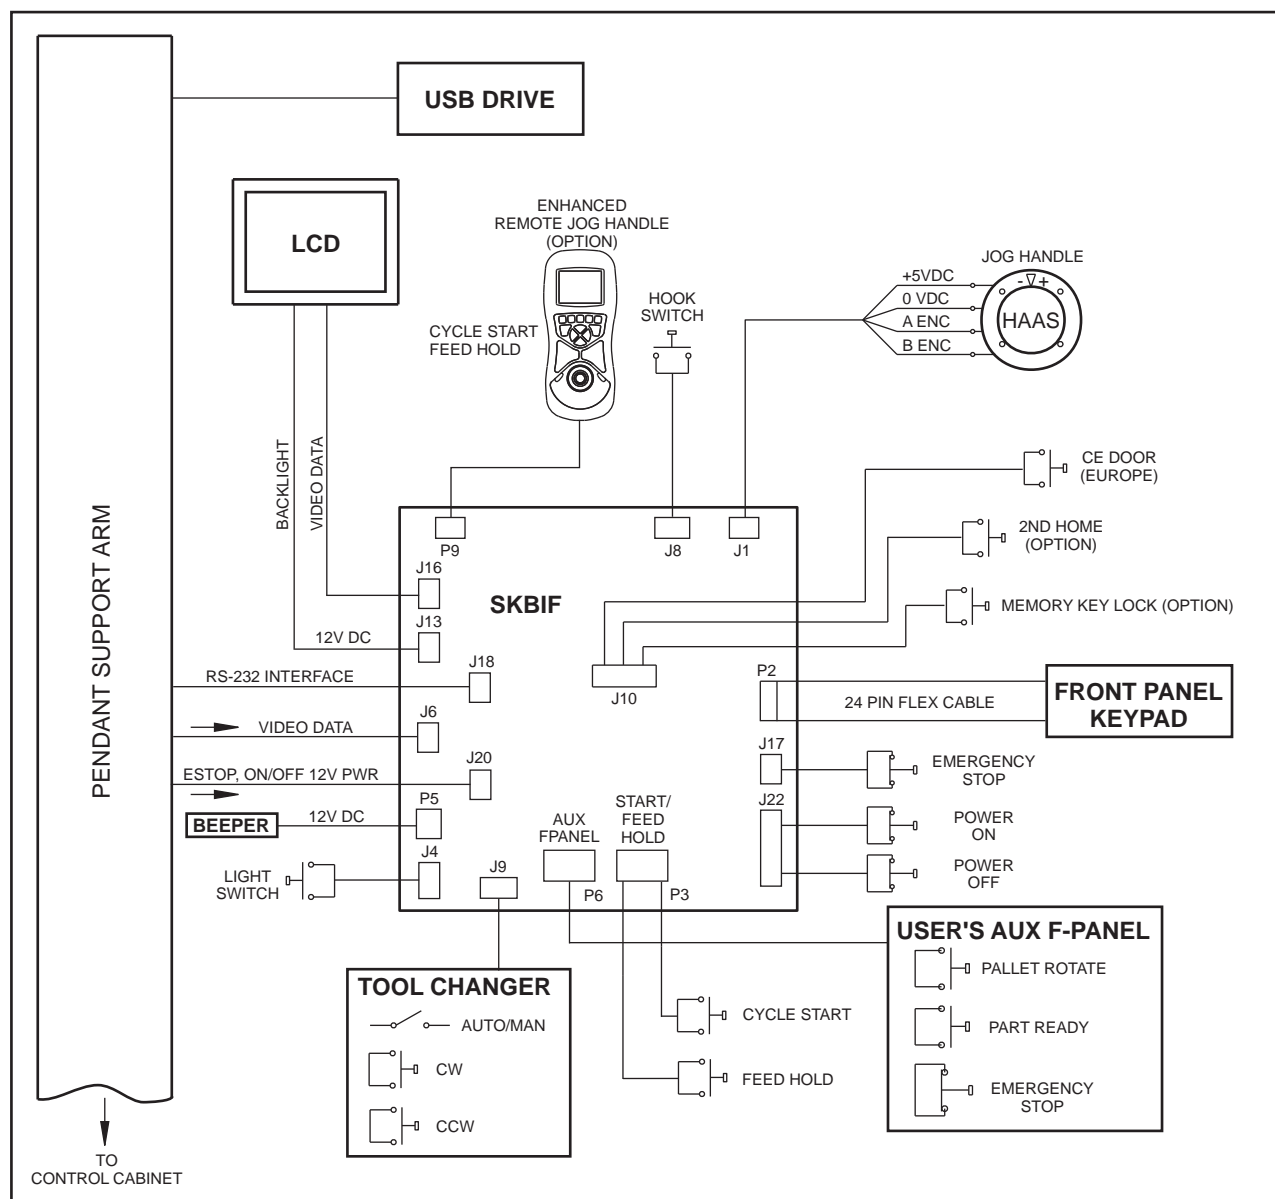 USB DRIVE
LCD
ENHANCED
REMOTE JOG HANDLE
(OPTION)
CYCLE START
FEED HOLD
HOOK
SWITCH
JOG HANDLE
+5VDC
0 VDC
A ENC
B ENC
- +
HAAS
BACKLIGHT
VIDEO DATA
PENDANT SUPPORT ARM
CE DOOR
(EUROPE)
2ND HOME
(OPTION)
MEMORY KEY LOCK (OPTION)
P9
J8
J1
J16
SKBIF
J13
12V DC
J18
RS-232 INTERFACE
J10
P2
24 PIN FLEX CABLE
FRONT PANEL
KEYPAD
J6
VIDEO DATA
J17
EMERGENCY
STOP
J20
ESTOP, ON/OFF 12V PWR
P5
BEEPER
12V DC
J22
POWER
ON
POWER
OFF
START/
FEED
HOLD
AUX
FPANEL
J4
LIGHT
SWITCH
J9
P6
P3
USER'S AUX F-PANEL
PALLET ROTATE
PART READY
EMERGENCY
STOP
TOOL CHANGER
AUTO/MAN
CW
CCW
CYCLE START
FEED HOLD
TO
CONTROL CABINET